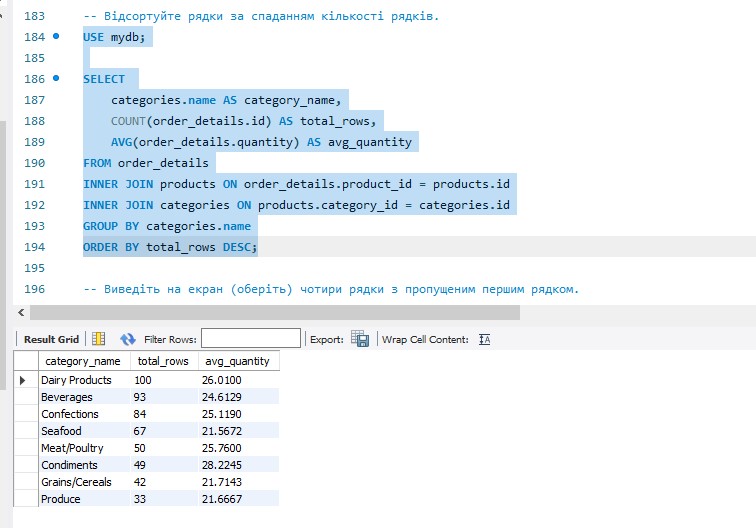 183 -- Відсортуйте рядки за спаданням кількості рядків.
184 USE mydb;
185
186 SELECT
187 categories.name AS category_name,
188 COUNT(order_details.id) AS total_rows,
189 AVG(order_details.quantity) AS avg_quantity
190 FROM order_details
191 INNER JOIN products ON order_details.product_id = products.id
192 INNER JOIN categories ON products.category_id = categories.id
193 GROUP BY categories.name
194 ORDER BY total_rows DESC;
195
196 -- Виведіть на екран (оберіть) чотири рядки з пропущеним першим рядком.
Result Grid Filter Rows: Export: Wrap Cell Content:
category_name total_rows avg_quantity
Dairy Products 100 26.0100
Beverages 93 24.6129
Confections 84 25.1190
Seafood 67 21.5672
Meat/Poultry 50 25.7600
Condiments 49 28.2245
Grains/Cereals 42 21.7143
Produce 33 21.6667